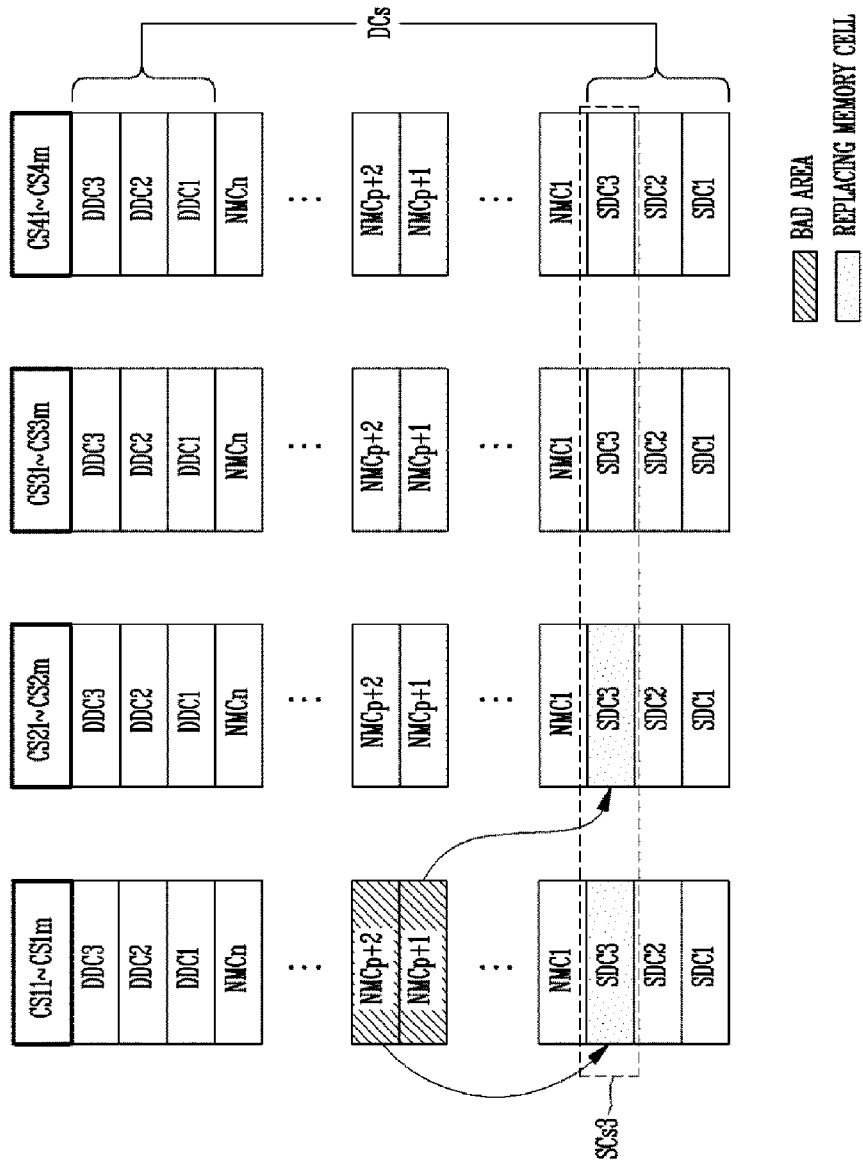 CS11~CS1m
DDC3
DDC2
DDC1
NMCn
...
NMCp+2
NMCp+1
...
NMC1
SDC3
SDC2
SDC1
SCs3
CS21~CS2m
DDC3
DDC2
DDC1
NMCn
...
NMCp+2
NMCp+1
...
NMC1
SDC3
SDC2
SDC1
CS31~CS3m
DDC3
DDC2
DDC1
NMCn
...
NMCp+2
NMCp+1
...
NMC1
SDC3
SDC2
SDC1
CS41~CS4m
DDC3
DDC2
DDC1
NMCn
...
NMCp+2
NMCp+1
...
NMC1
SDC3
SDC2
SDC1
DCs
BAD AREA
REPLACING MEMORY CELL